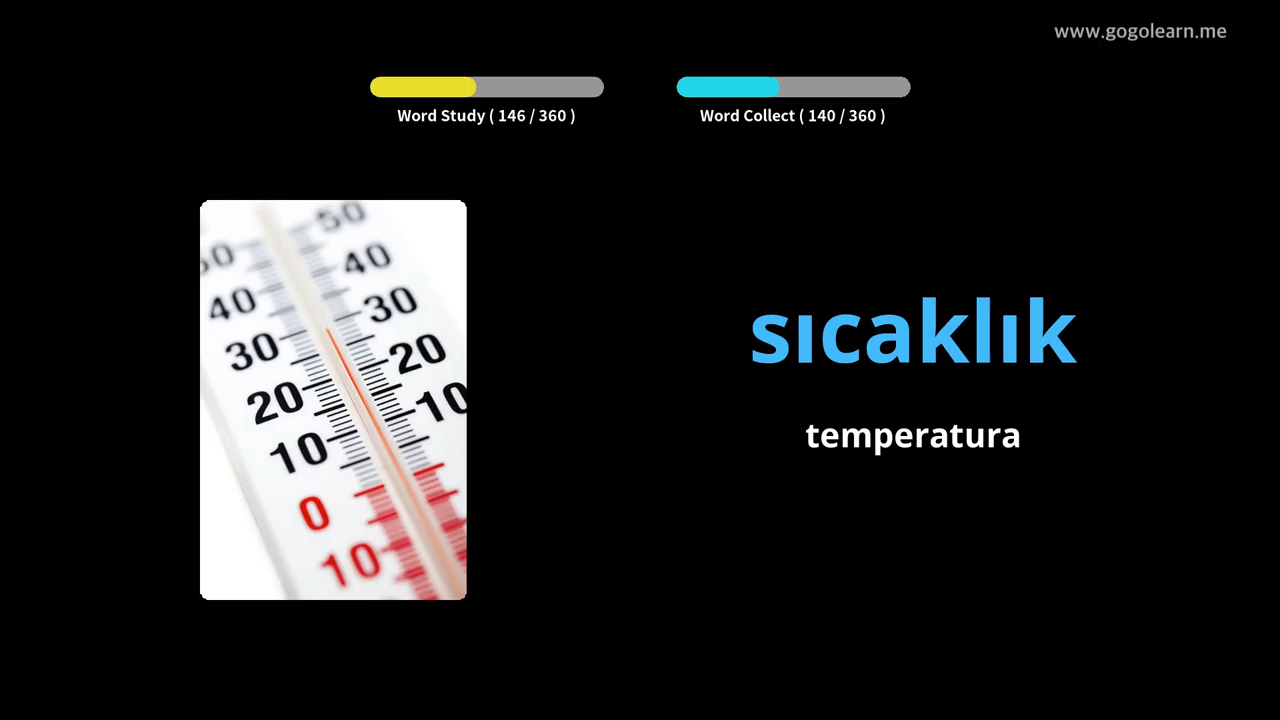 www.gogolearn.me
Word Study ( 146 / 360 )
Word Collect ( 140 / 360 )
50
50
40
40
30
30
20
20
10
10
0
10
sıcaklık
temperatura